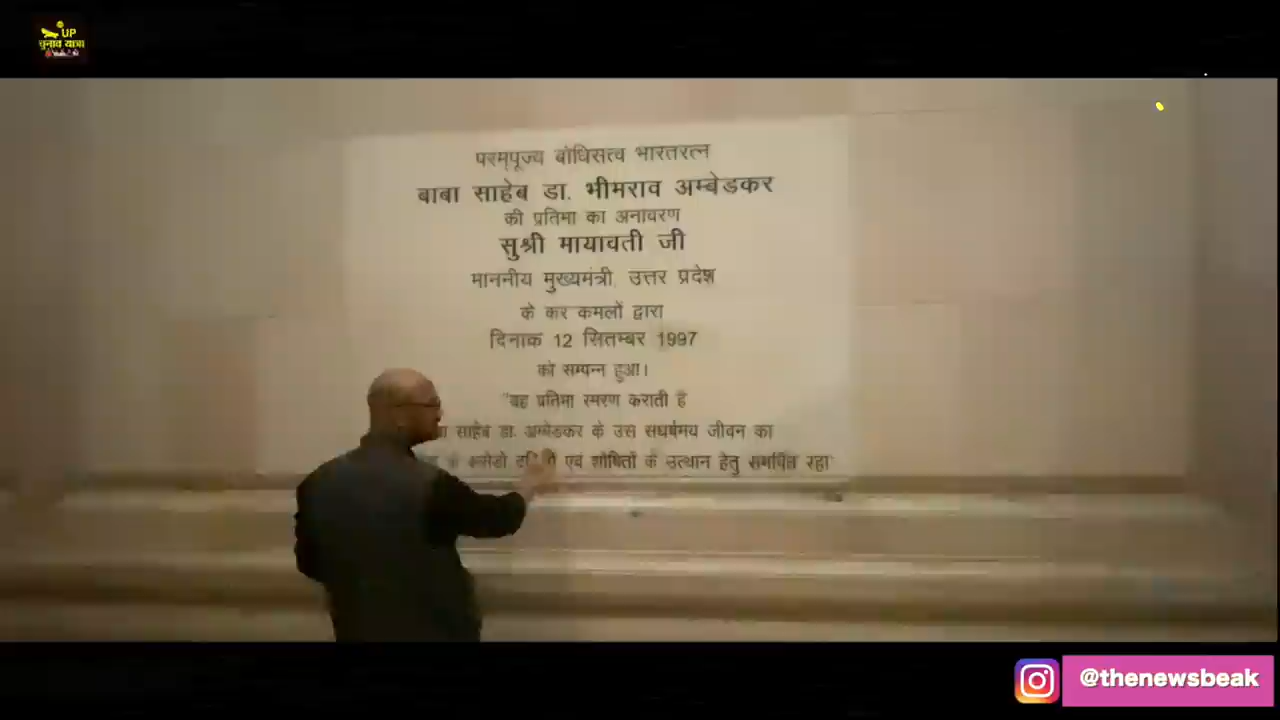 UP
चुनाव यात्रा
परमपूज्य बोधिसत्व भारतरत्न
बाबा साहेब डा. भीमराव अम्बेडकर
की प्रतिमा का अनावरण
सुश्री मायावती जी
माननीय मुख्यमंत्री, उत्तर प्रदेश
के कर कमलों द्वारा
दिनांक 12 सितम्बर 1997
को सम्पन्न हुआ।
"यह प्रतिमा स्मरण कराती है
साहेब डा. अम्बेडकर के उस संघर्षमय जीवन का
एवं शोषितों के उत्थान हेतु समर्पित रहा"
@thenewsbeak